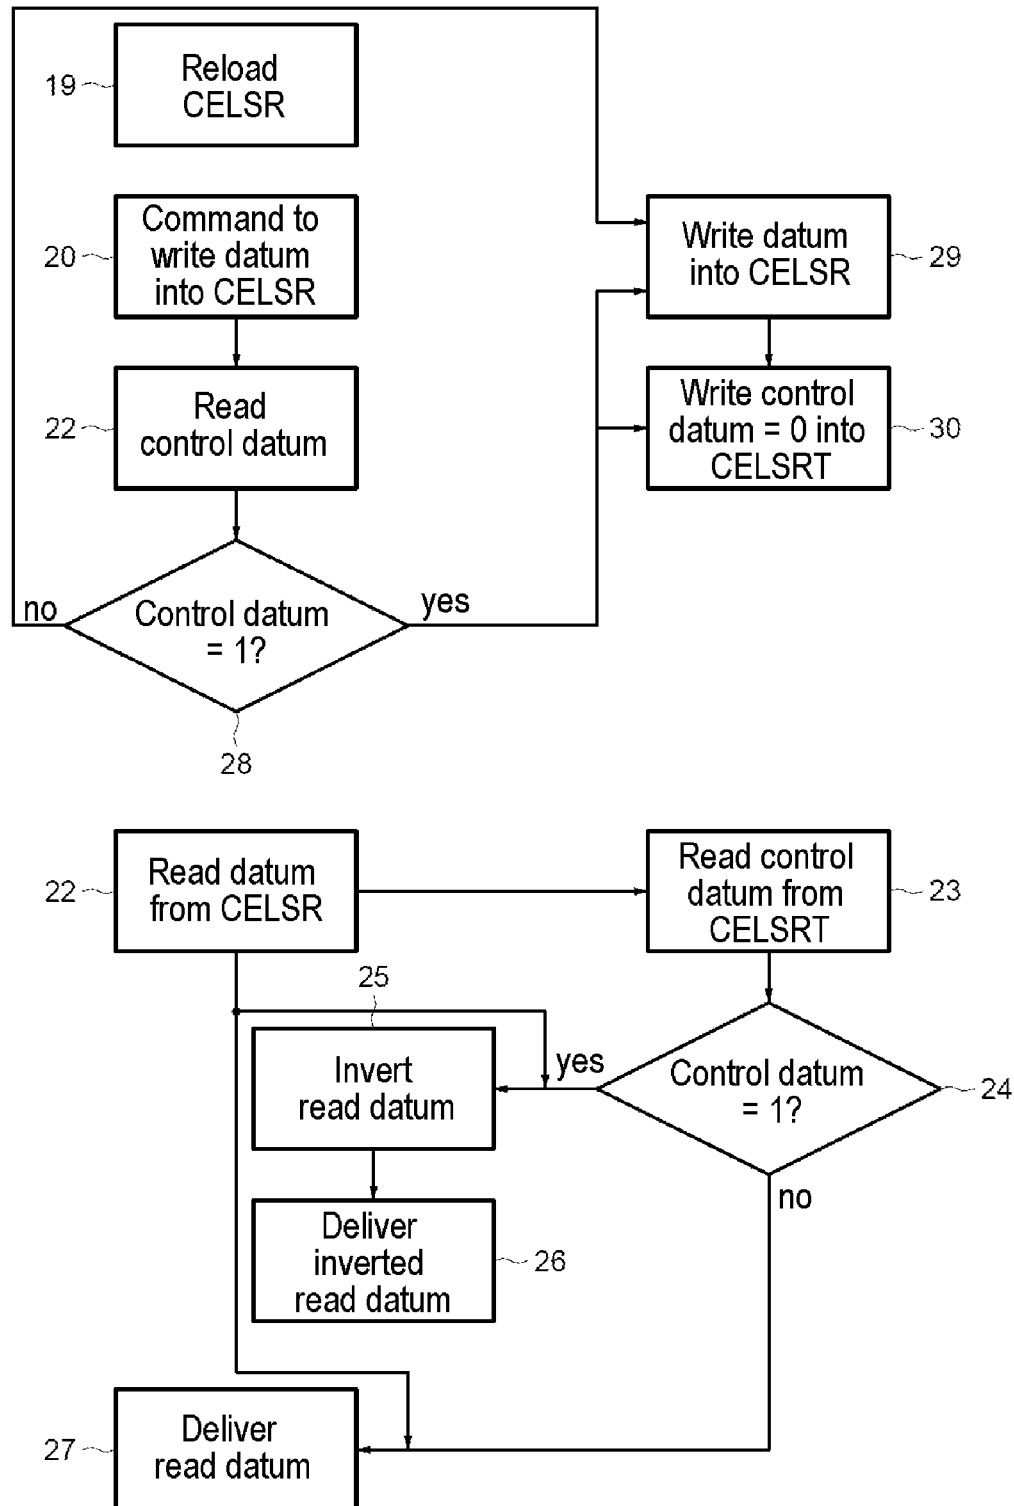 19
Reload
CELSR
20
Command to
write datum
into CELSR
Write datum
into CELSR
29
22
Read
control datum
Write control
datum = 0 into
CELSRT
30
no
Control datum
= 1?
yes
28
22
Read datum
from CELSR
Read control
datum from
CELSRT
23
25
Invert
read datum
yes
Control datum
= 1?
24
no
Deliver
inverted
read datum
26
27
Deliver
read datum